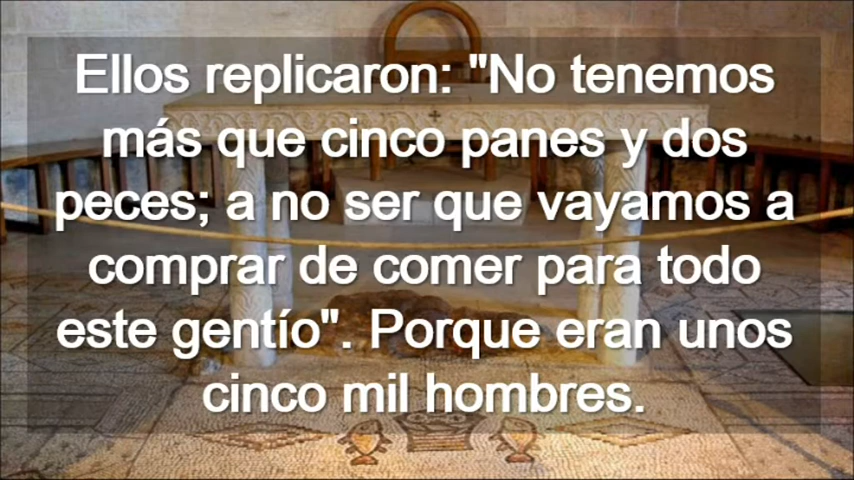 Ellos replicaron: "No tenemos
más que cinco panes y dos
peces; a no ser que vayamos a
comprar de comer para todo
este gentío". Porque eran unos
cinco mil hombres.